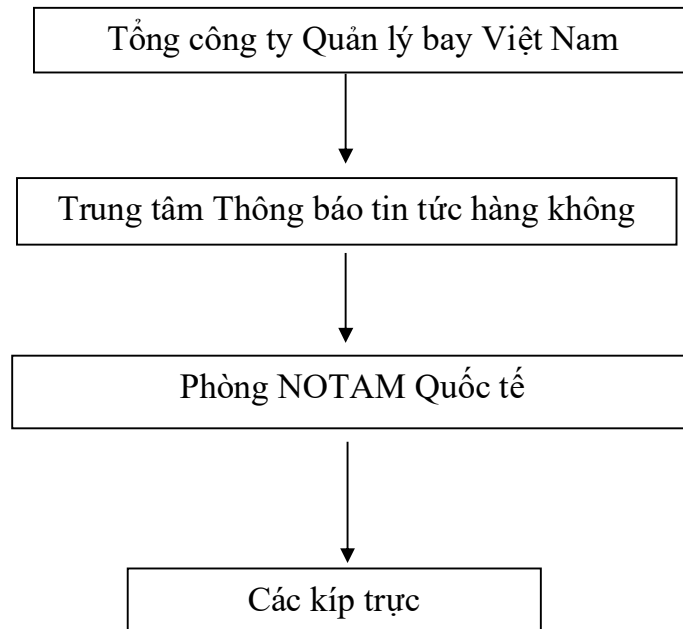 Tổng công ty Quản lý bay Việt Nam
Trung tâm Thông báo tin tức hàng không
Phòng NOTAM Quốc tế
Các kíp trực